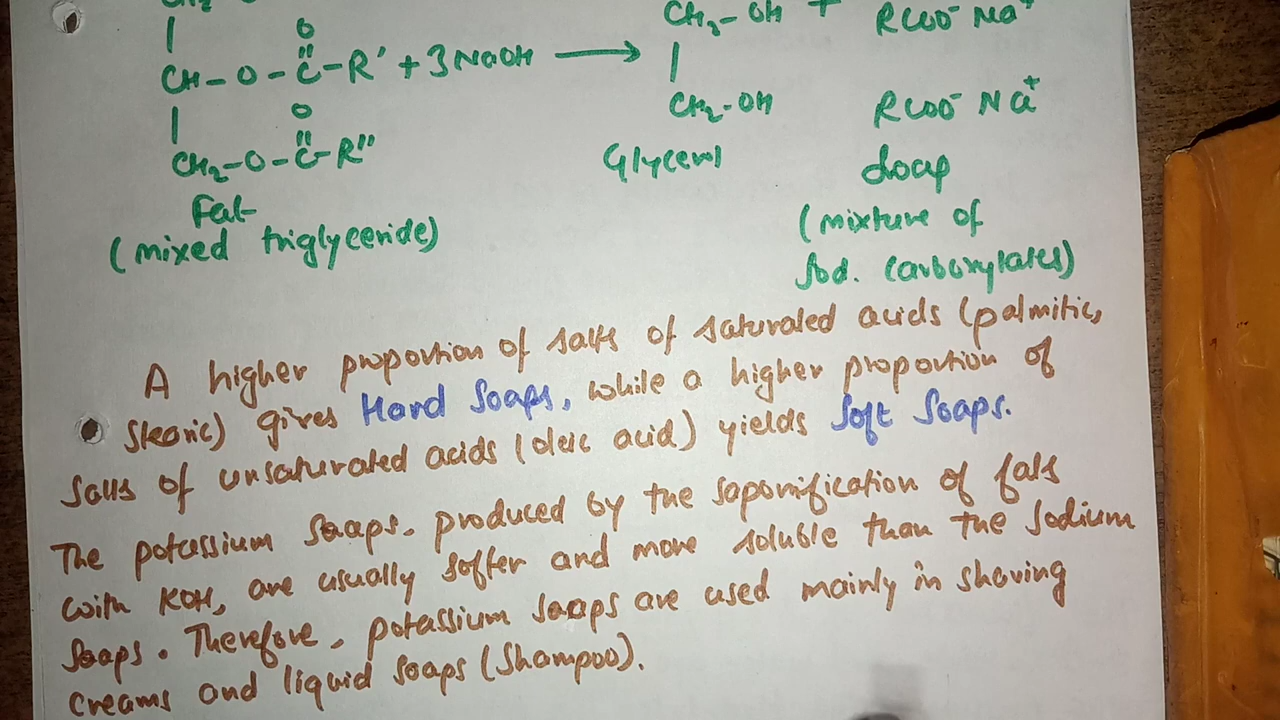 CH₂-OH + RCOO⁻Na⁺
O
CH-O-C-R' + 3NaOH → 
O
CH₂-OH RCOO⁻ Na⁺
CH₂-O-C-R"
Glycerol Soap
Fat
(mixed triglyceride)
(mixture of
Sod. carboxylates)
A higher proportion of salts of saturated acids (palmitic,
stearic) gives Hard Soaps, while a higher proportion of
salts of unsaturated acids (oleic acid) yields Soft Soaps.
The potassium soaps. produced by the saponification of fats
with KOH, are usually softer and more soluble than the sodium
soaps. Therefore, potassium soaps are used mainly in shaving
creams and liquid soaps (Shampoo).